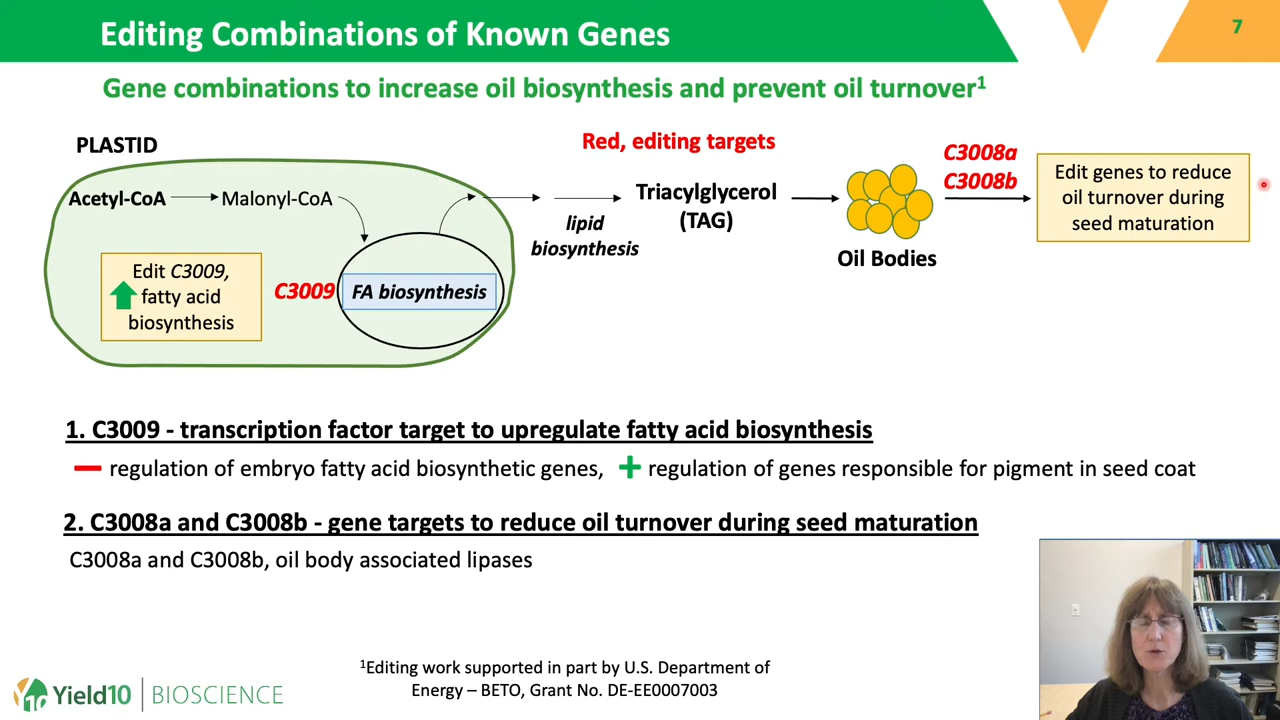 Editing Combinations of Known Genes
7
Gene combinations to increase oil biosynthesis and prevent oil turnover¹
PLASTID
Red, editing targets
Acetyl-CoA
Malonyl-CoA
lipid
biosynthesis
Triacylglycerol
(TAG)
Oil Bodies
C3008a
C3008b
Edit genes to reduce
oil turnover during
seed maturation
Edit C3009,
fatty acid
biosynthesis
C3009
FA biosynthesis
1. C3009 - transcription factor target to upregulate fatty acid biosynthesis
− regulation of embryo fatty acid biosynthetic genes, + regulation of genes responsible for pigment in seed coat
2. C3008a and C3008b - gene targets to reduce oil turnover during seed maturation
C3008a and C3008b, oil body associated lipases
¹Editing work supported in part by U.S. Department of
Energy – BETO, Grant No. DE-EE0007003
Yield10 | BIOSCIENCE